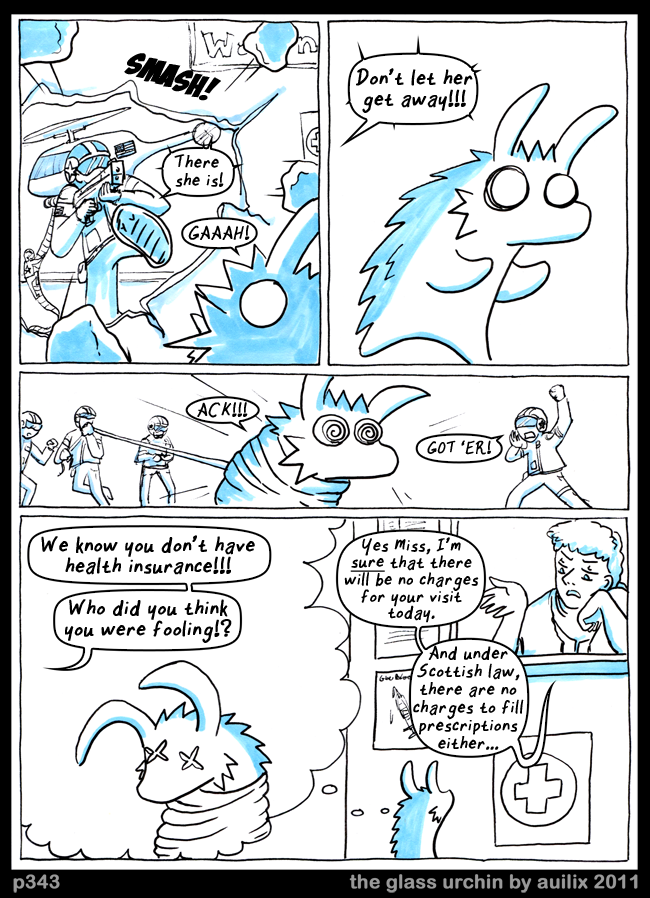 SMASH!
There
she is!
GAAAH!
Don't let her
get away!!!
ACK!!!
GOT 'ER!
We know you don't have
health insurance!!!
Who did you think
you were fooling!?
Yes Miss, I'm
sure that there
will be no charges
for your visit
today.
And under
Scottish law,
there are no
charges to fill
prescriptions
either...
p343
the glass urchin by auilix 2011